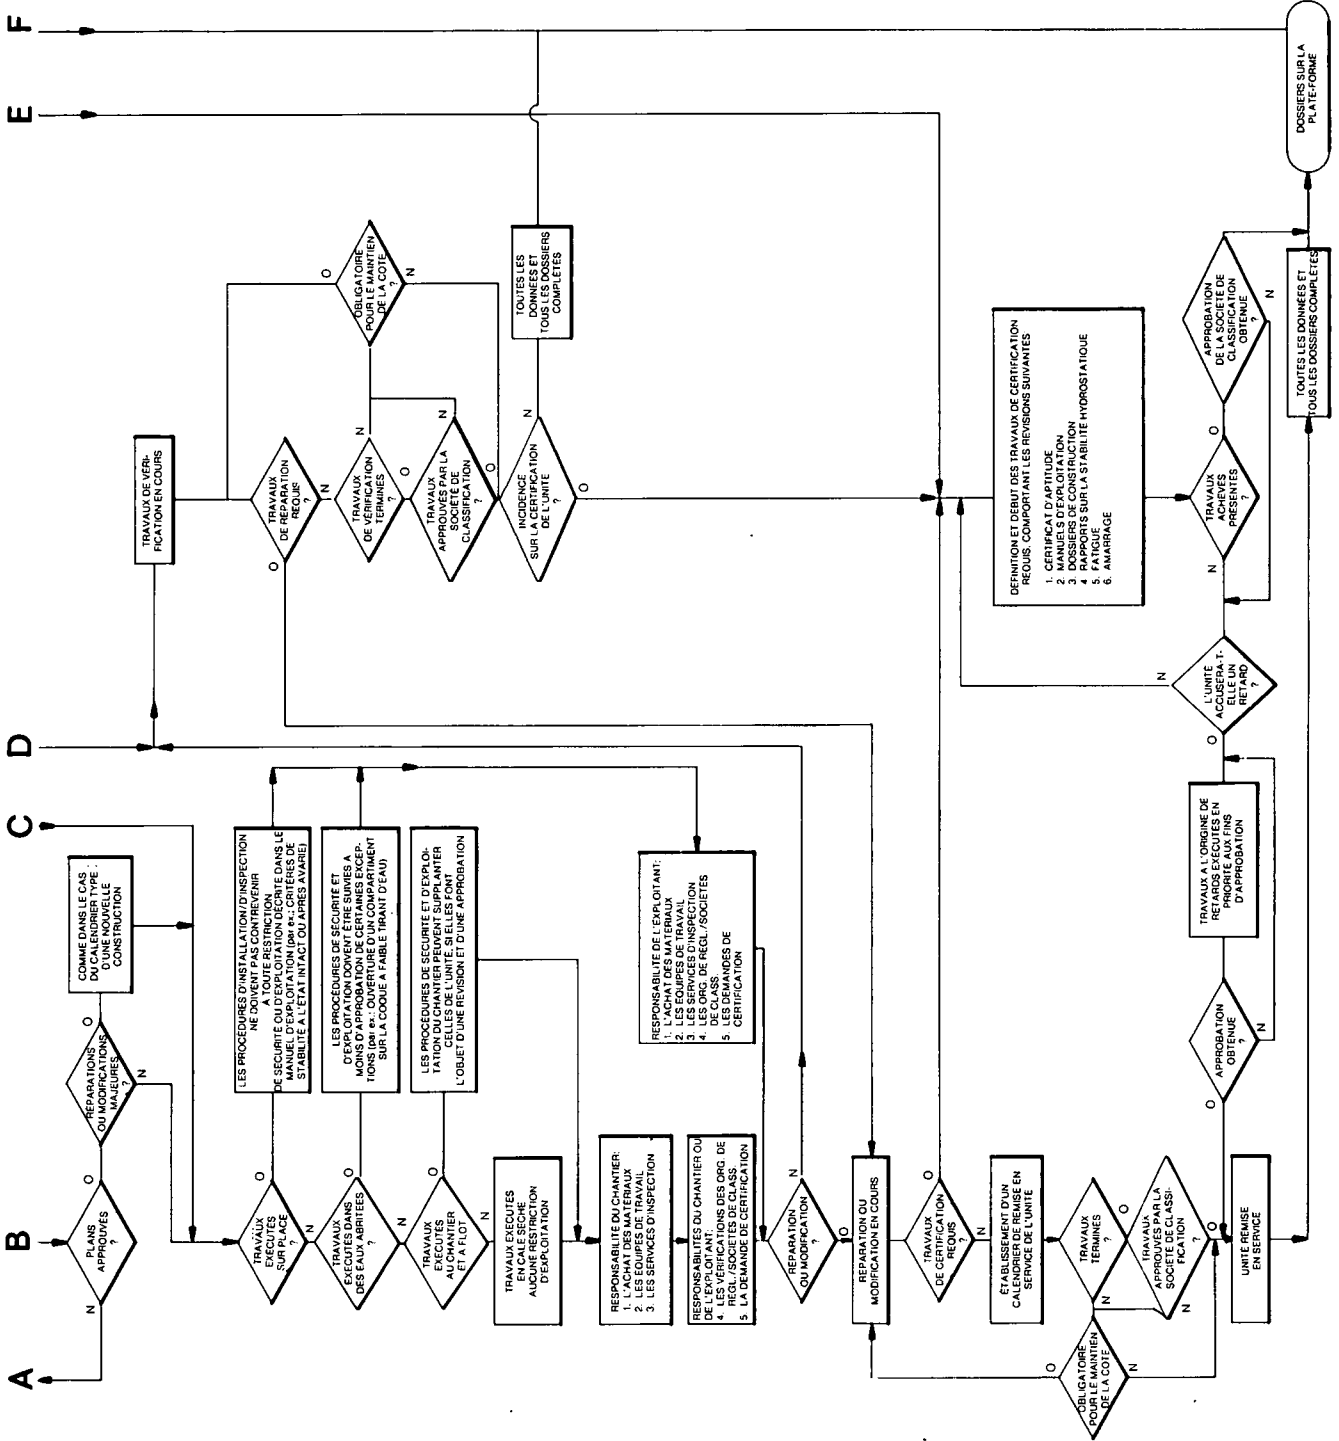 A
B
C
D
E
F
PLANS
APPROUVÉS
?
N
O
RÉPARATIONS
OU MODIFICATIONS
MAJEURES
?
O
N
COMME DANS LE CAS
DU CALENDRIER TYPE :
D'UNE NOUVELLE
CONSTRUCTION
TRAVAUX
EXÉCUTÉS
SUR PLACE
?
O
N
LES PROCÉDURES D'INSTALLATION/D'INSPECTION
NE DOIVENT PAS CONTREVENIR
À TOUTE RESTRICTION
DE SÉCURITÉ OU D'EXPLOITATION DÉCRITE DANS LE
MANUEL D'EXPLOITATION (par ex.: CRITÈRES DE
STABILITÉ À L'ÉTAT INTACT OU APRÈS AVARIE)
TRAVAUX
EXÉCUTÉS DANS
DES EAUX ABRITÉES
?
O
N
LES PROCÉDURES DE SÉCURITÉ ET
D'EXPLOITATION DOIVENT ÊTRE SUIVIES À
MOINS D'APPROBATION DE CERTAINES EXCEP-
TIONS (par ex.: OUVERTURE D'UN COMPARTIMENT
SUR LA COQUE À FAIBLE TIRANT D'EAU)
TRAVAUX
EXÉCUTÉS
AU CHANTIER
ET À FLOT
?
O
N
LES PROCÉDURES DE SÉCURITÉ ET D'EXPLOI-
TATION DU CHANTIER PEUVENT SUPPLANTER
CELLES DE L'UNITÉ, SI ELLES FONT
L'OBJET D'UNE RÉVISION ET D'UNE APPROBATION
TRAVAUX EXÉCUTÉS
EN CALE SÈCHE
AUCUNE RESTRICTION
D'EXPLOITATION
RESPONSABILITÉ DU CHANTIER:
1. L'ACHAT DES MATÉRIAUX
2. LES ÉQUIPES DE TRAVAIL
3. LES SERVICES D'INSPECTION
RESPONSABILITÉS DU CHANTIER OU
DE L'EXPLOITANT:
4. LES VÉRIFICATIONS DES ORG. DE
RÉGL./SOCIÉTÉS DE CLASS.
5. LA DEMANDE DE CERTIFICATION
RESPONSABILITÉ DE L'EXPLOITANT:
1. L'ACHAT DES MATÉRIAUX
2. LES ÉQUIPES DE TRAVAIL
3. LES SERVICES D'INSPECTION
4. LES ORG. DE RÉGL./SOCIÉTÉS
DE CLASS.
5. LES DEMANDES DE
CERTIFICATION
RÉPARATION
OU MODIFICATION
?
N
O
RÉPARATION OU
MODIFICATION EN COURS
TRAVAUX
DE CERTIFICATION
REQUIS
?
O
N
ÉTABLISSEMENT D'UN
CALENDRIER DE REMISE EN
SERVICE DE L'UNITÉ
TRAVAUX
TERMINÉS
?
O
N
TRAVAUX
APPROUVÉS PAR LA
SOCIÉTÉ DE CLASSI-
FICATION
?
O
N
OBLIGATOIRE
POUR LE MAINTIEN
DE LA COTE
?
O
N
UNITÉ REMISE
EN SERVICE
TRAVAUX DE VÉRI-
FICATION EN COURS
TRAVAUX
DE RÉPARATION
REQUIS
?
O
N
TRAVAUX
DE VÉRIFICATION
TERMINÉS
?
N
O
TRAVAUX
APPROUVÉS PAR LA
SOCIÉTÉ DE
CLASSIFICATION
?
N
O
OBLIGATOIRE
POUR LE MAINTIEN
DE LA COTE
?
O
N
INCIDENCE
SUR LA CERTIFICATION
DE L'UNITÉ
?
N
O
TOUTES LES
DONNÉES ET
TOUS LES DOSSIERS
COMPLÉTÉS
DÉFINITION ET DÉBUT DES TRAVAUX DE CERTIFICATION
REQUIS, COMPORTANT LES RÉVISIONS SUIVANTES
1. CERTIFICAT D'APTITUDE
2. MANUELS D'EXPLOITATION
3. DOSSIERS DE CONSTRUCTION
4. RAPPORTS SUR LA STABILITÉ HYDROSTATIQUE
5. FATIGUE
6. AMARRAGE
TRAVAUX
ACHEVÉS
PRÉSENTÉS
?
O
N
APPROBATION
DE LA SOCIÉTÉ DE
CLASSIFICATION
OBTENUE
?
N
L'UNITÉ
ACCUSERA-T-
ELLE UN
RETARD
?
N
O
TRAVAUX À L'ORIGINE DE
RETARDS EXÉCUTÉS EN
PRIORITÉ AUX FINS
D'APPROBATION
APPROBATION
OBTENUE
?
N
O
TOUTES LES DONNÉES ET
TOUS LES DOSSIERS COMPLÉTÉS
DOSSIERS SUR LA
PLATE-FORME